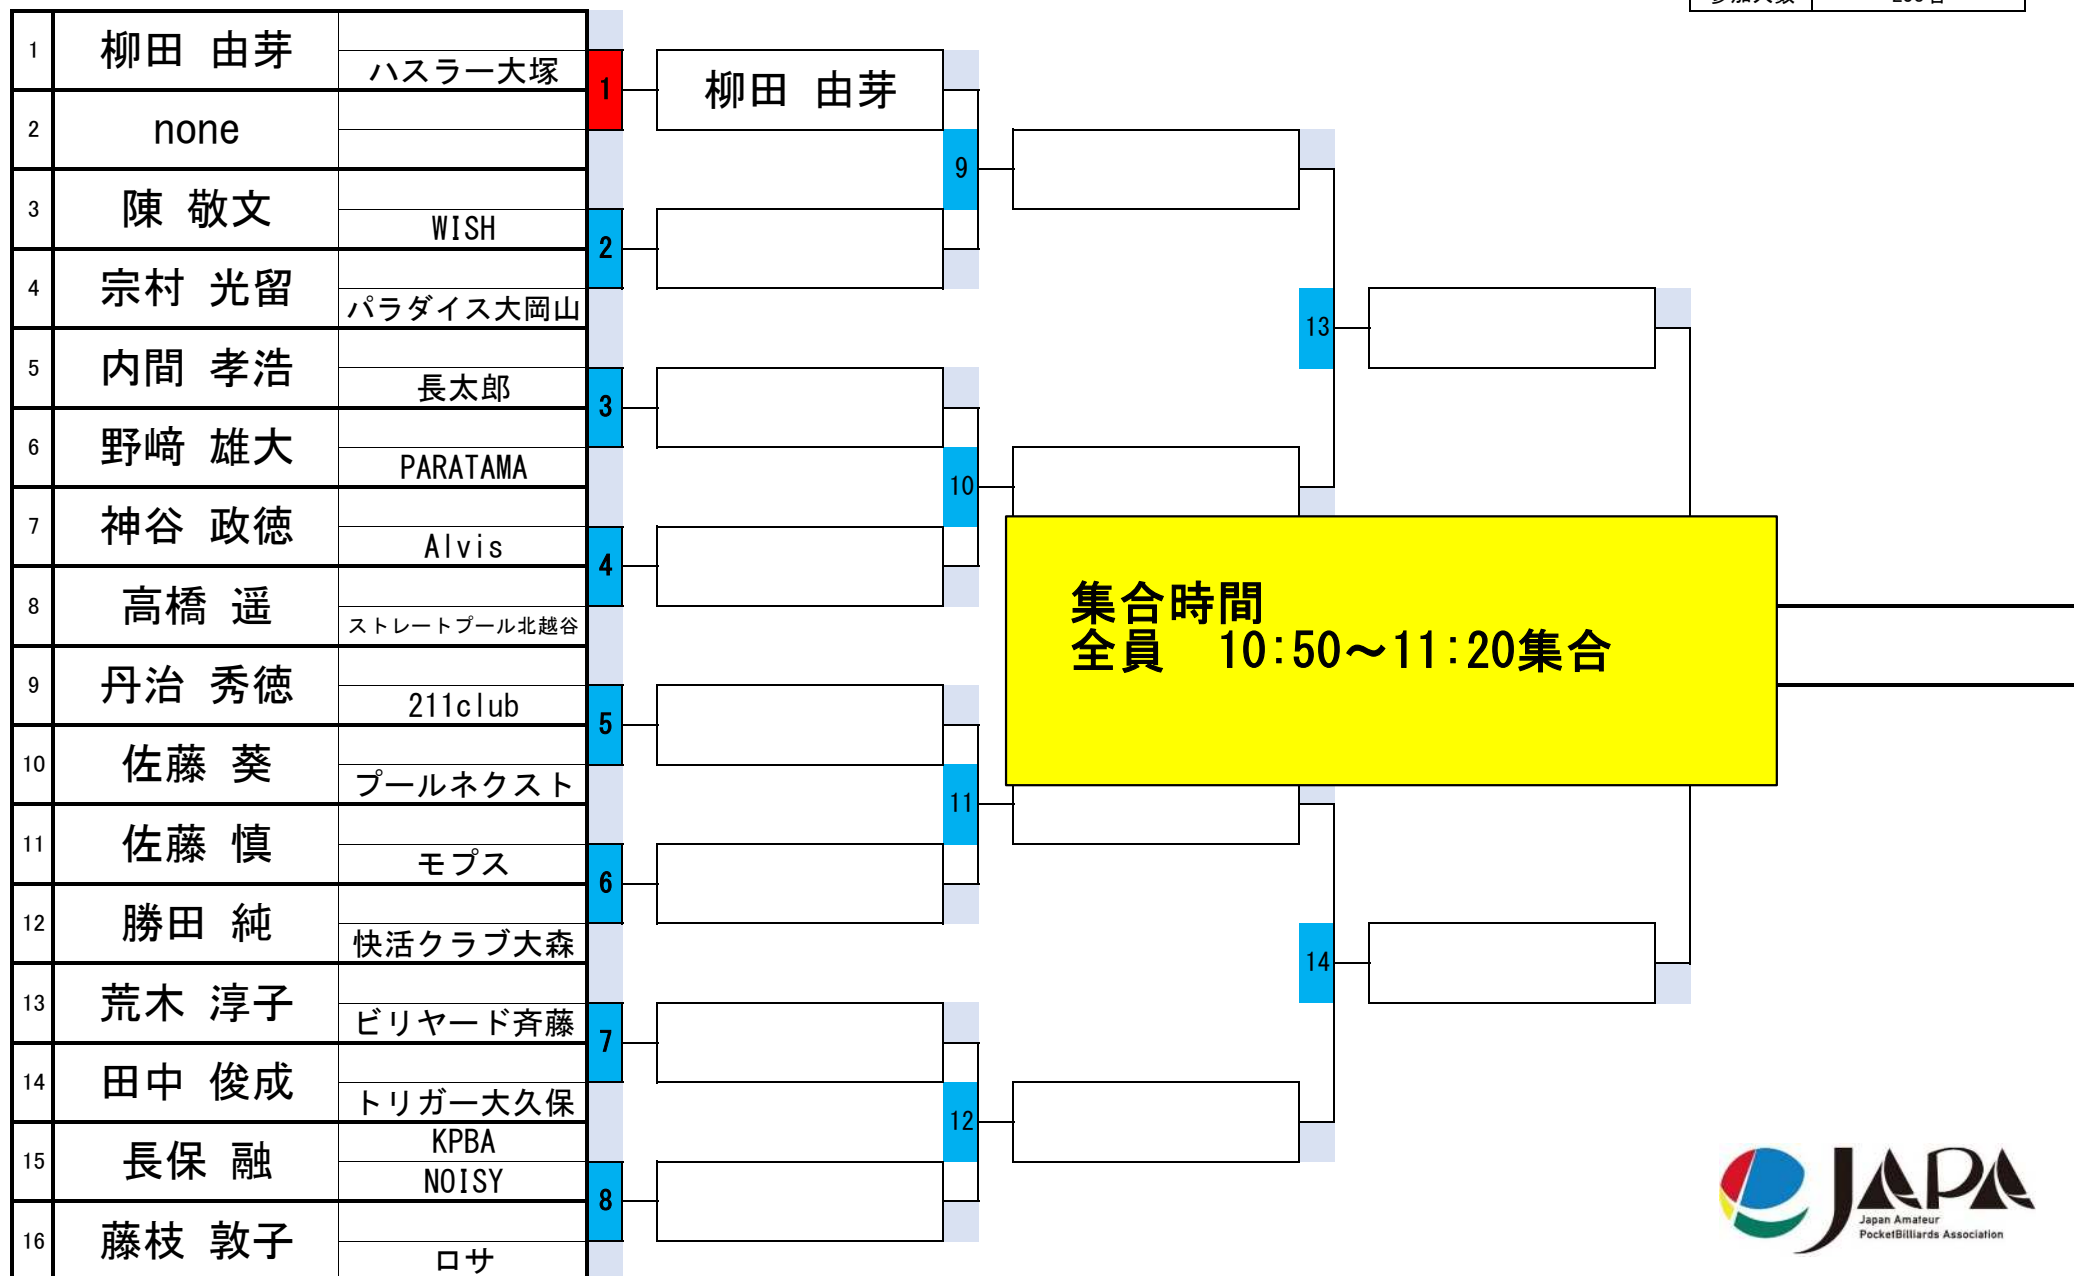 1
柳田 由芽
ハスラー大塚
2
none
3
陳 敬文
WISH
4
宗村 光留
パラダイス大岡山
5
内間 孝浩
長太郎
6
野﨑 雄大
PARATAMA
7
神谷 政徳
Alvis
8
高橋 遥
ストレートプール北越谷
9
丹治 秀徳
211club
10
佐藤 葵
プールネクスト
11
佐藤 慎
モプス
12
勝田 純
快活クラブ大森
13
荒木 淳子
ビリヤード斉藤
14
田中 俊成
トリガー大久保
15
長保 融
KPBA
NOISY
16
藤枝 敦子
ロサ
1
2
3
4
5
6
7
8
柳田 由芽
9
10
11
12
13
14
集合時間
全員 10:50～11:20集合
JAPA
Japan Amateur
PocketBilliards Association